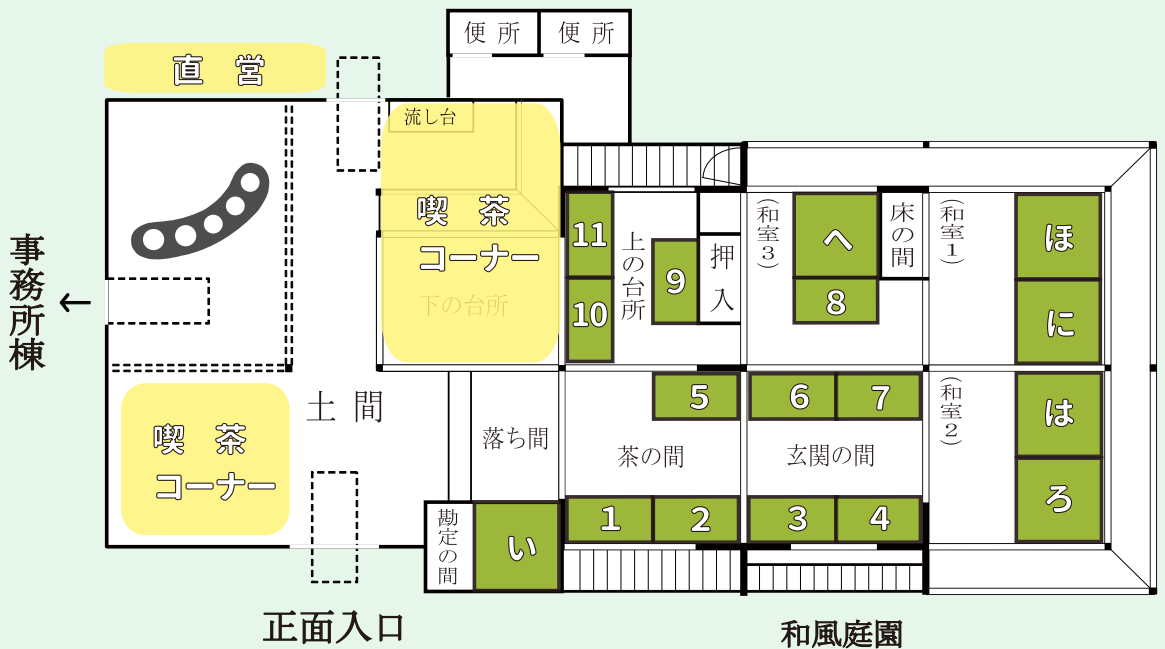 便所
便所
直営
流し台
喫茶
コーナー
下の台所
事務所棟
←
喫茶
コーナー
土間
落ち間
勘定の間
い
11
10
上の台所
9
押入
(和室3)
へ
8
床の間
(和室1)
ほ
に
5
茶の間
1
2
6
7
玄関の間
3
4
(和室2)
は
ろ
正面入口
和風庭園